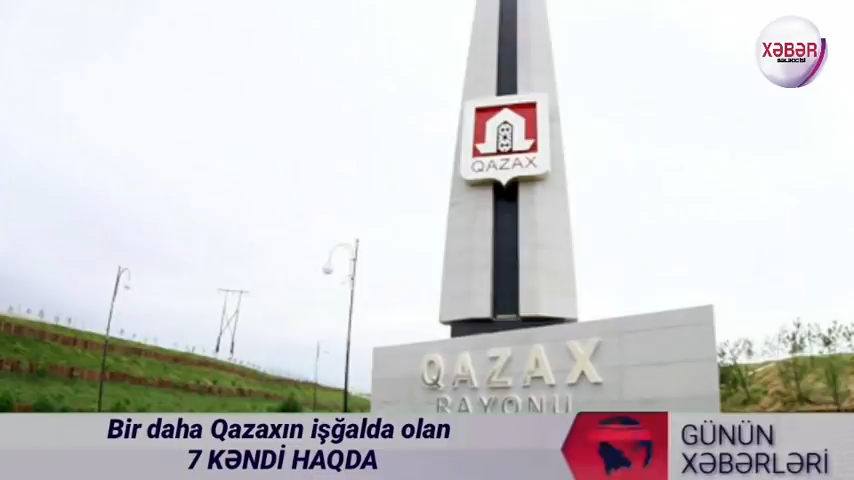 XƏBƏR
QAZAX
QAZAX
RAYONU
Bir daha Qazaxın işğalda olan
7 KƏNDİ HAQDA
GÜNÜN
XƏBƏRLƏRİ